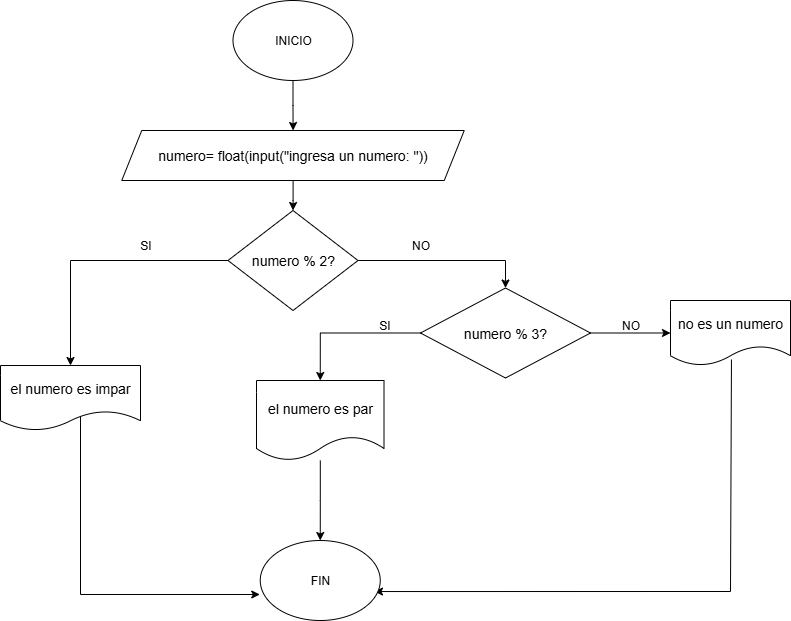 INICIO
numero= float(input("ingresa un numero: "))
SI
NO
numero % 2?
SI
numero % 3?
NO
no es un numero
el numero es impar
el numero es par
FIN